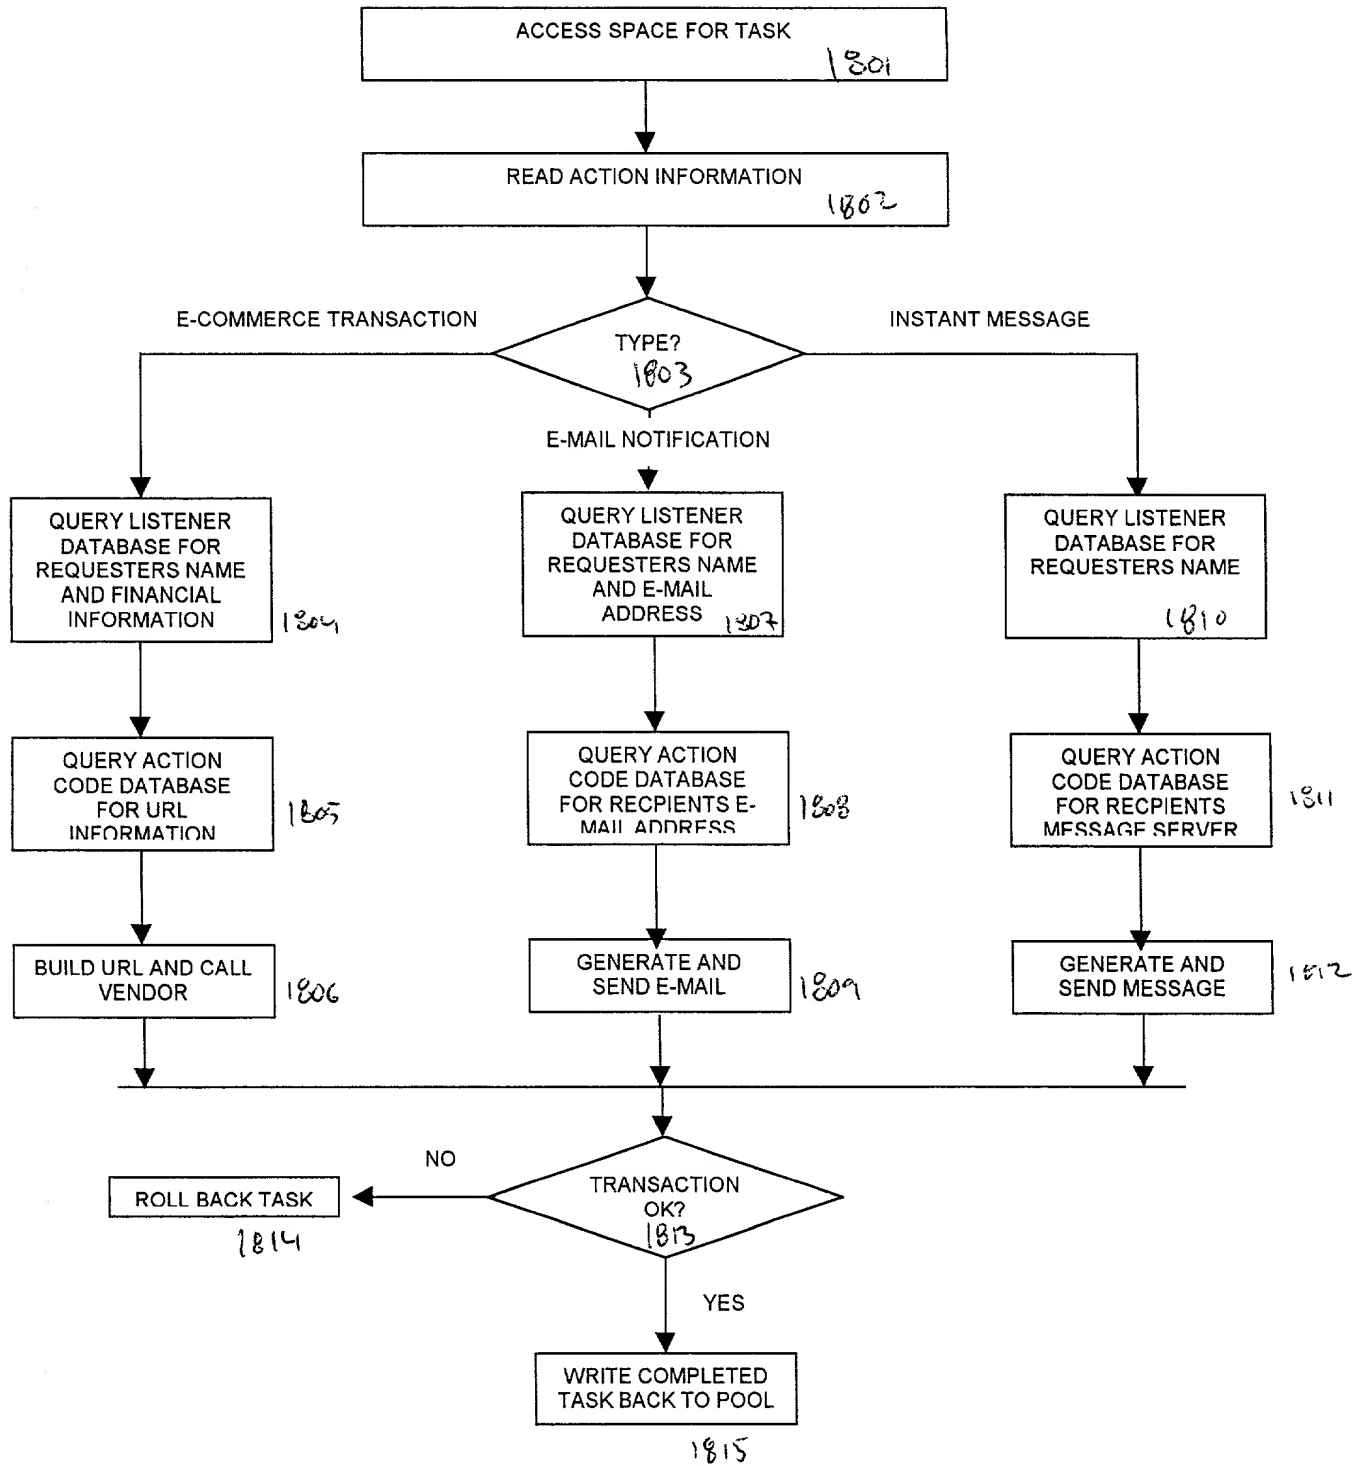 ACCESS SPACE FOR TASK
1801
READ ACTION INFORMATION
1802
E-COMMERCE TRANSACTION
TYPE?
1803
INSTANT MESSAGE
E-MAIL NOTIFICATION
QUERY LISTENER
DATABASE FOR
REQUESTERS NAME
AND FINANCIAL
INFORMATION
1804
QUERY LISTENER
DATABASE FOR
REQUESTERS NAME
AND E-MAIL
ADDRESS
1807
QUERY LISTENER
DATABASE FOR
REQUESTERS NAME
1810
QUERY ACTION
CODE DATABASE
FOR URL
INFORMATION
1805
QUERY ACTION
CODE DATABASE
FOR RECPIENTS E-
MAIL ADDRESS
1808
QUERY ACTION
CODE DATABASE
FOR RECPIENTS
MESSAGE SERVER
1811
BUILD URL AND CALL
VENDOR
1806
GENERATE AND
SEND E-MAIL
1809
GENERATE AND
SEND MESSAGE
1812
NO
TRANSACTION
OK?
1813
ROLL BACK TASK
1814
YES
WRITE COMPLETED
TASK BACK TO POOL
1815